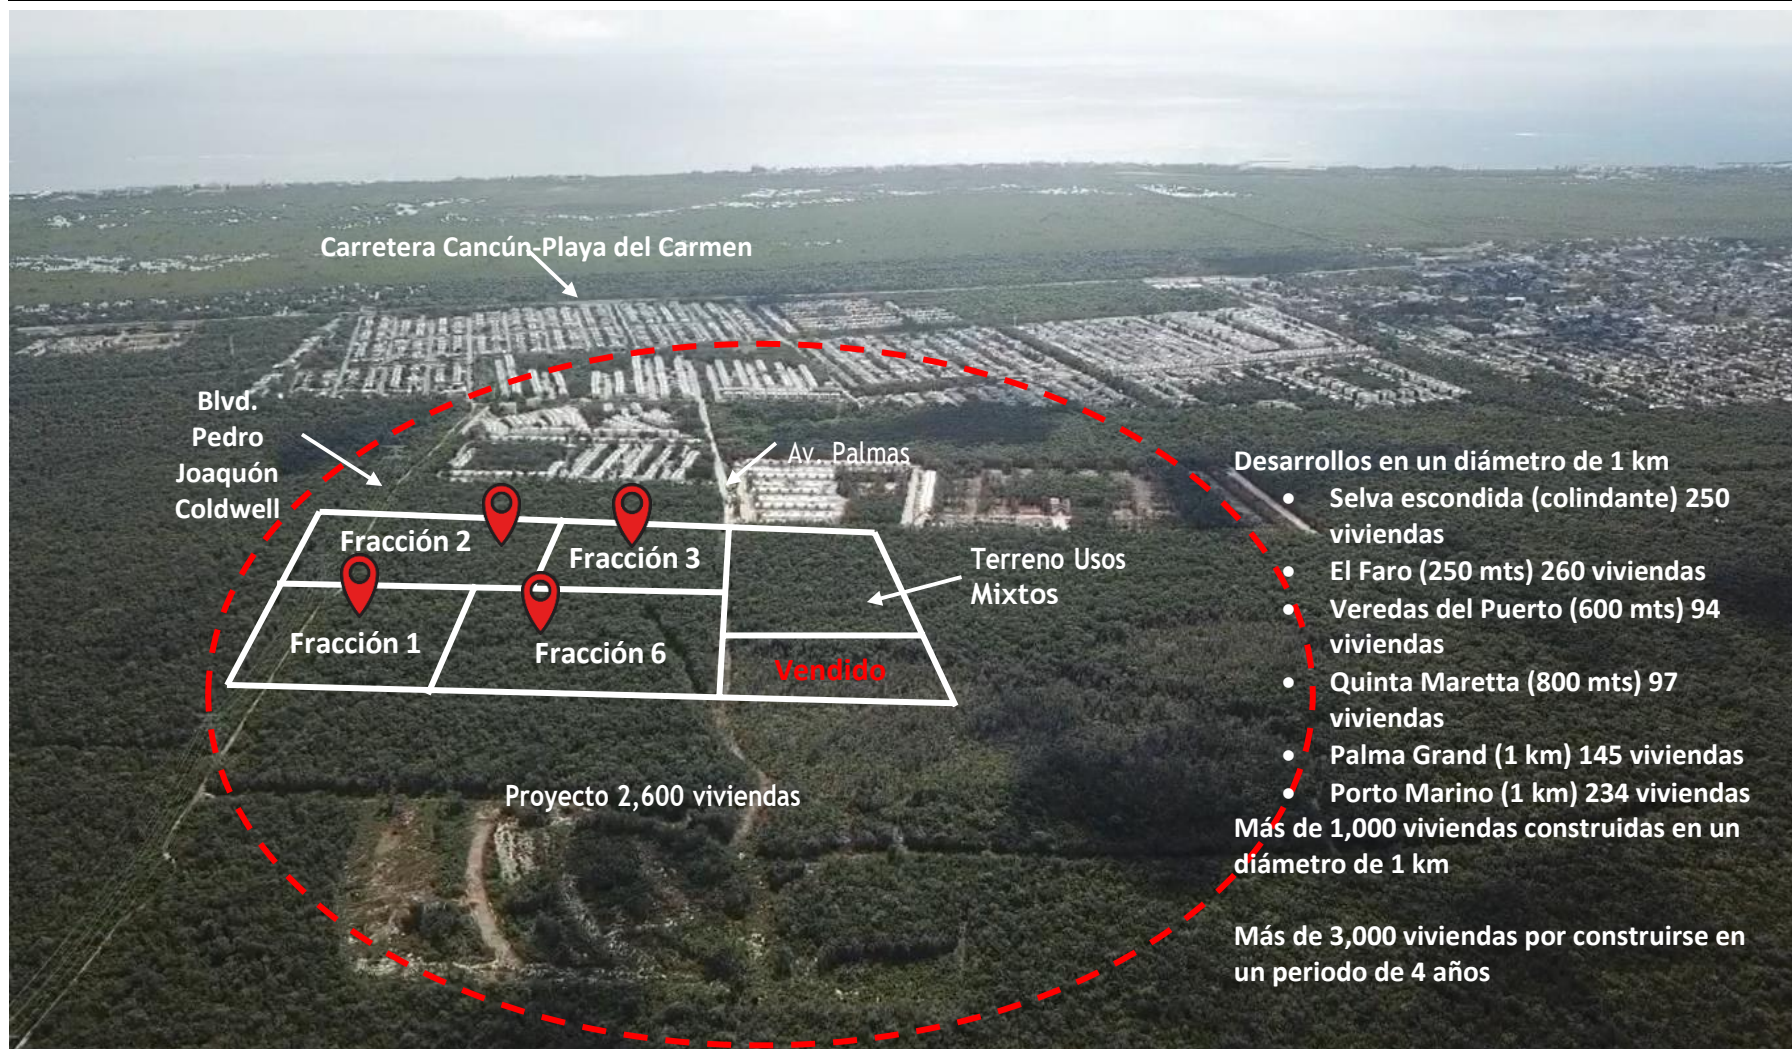 Carretera Cancún-Playa del Carmen
Blvd.
Pedro
Joaquón
Coldwell
Av. Palmas
Fracción 2
Fracción 3
Fracción 1
Fracción 6
Terreno Usos
Mixtos
Vendido
Proyecto 2,600 viviendas
Desarrollos en un diámetro de 1 km
• Selva escondida (colindante) 250
viviendas
• El Faro (250 mts) 260 viviendas
• Veredas del Puerto (600 mts) 94
viviendas
• Quinta Maretta (800 mts) 97
viviendas
• Palma Grand (1 km) 145 viviendas
• Porto Marino (1 km) 234 viviendas
Más de 1,000 viviendas construidas en un
diámetro de 1 km
Más de 3,000 viviendas por construirse en
un periodo de 4 años